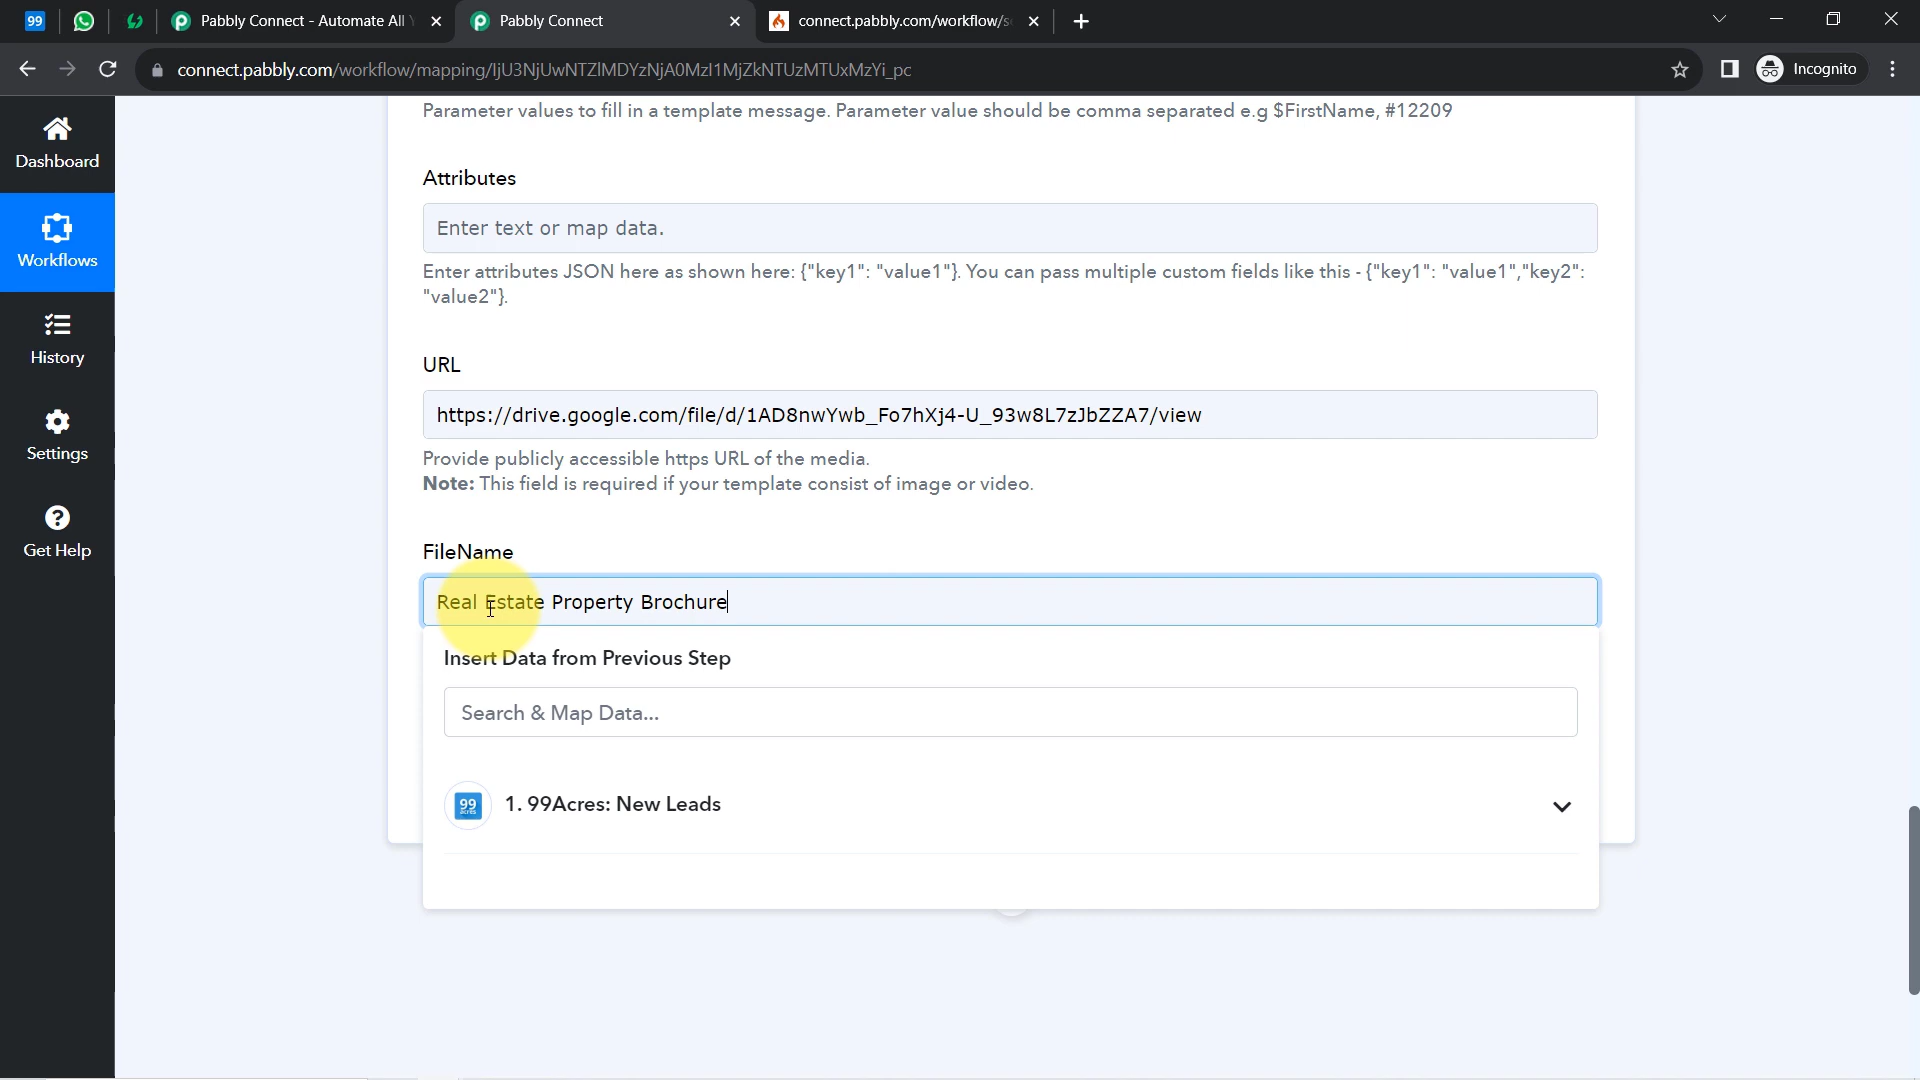 99
Pabbly Connect - Automate All
Pabbly Connect
connect.pabbly.com/workflow/s
connect.pabbly.com/workflow/mapping/IjU3NjUwNTZlMDYzNjA0MzI1MjZkNTUzMTUxMzYi_pc
Incognito
Dashboard
Workflows
History
Settings
Get Help
Parameter values to fill in a template message. Parameter value should be comma separated e.g $FirstName, #12209
Attributes
Enter text or map data.
Enter attributes JSON here as shown here: {"key1": "value1"}. You can pass multiple custom fields like this - {"key1": "value1","key2":
"value2"}.
URL
https://drive.google.com/file/d/1AD8nwYwb_Fo7hXj4-U_93w8L7zJbZZA7/view
Provide publicly accessible https URL of the media.
Note: This field is required if your template consist of image or video.
FileName
Real Estate Property Brochure
Insert Data from Previous Step
Search & Map Data...
99
acres
1. 99Acres: New Leads